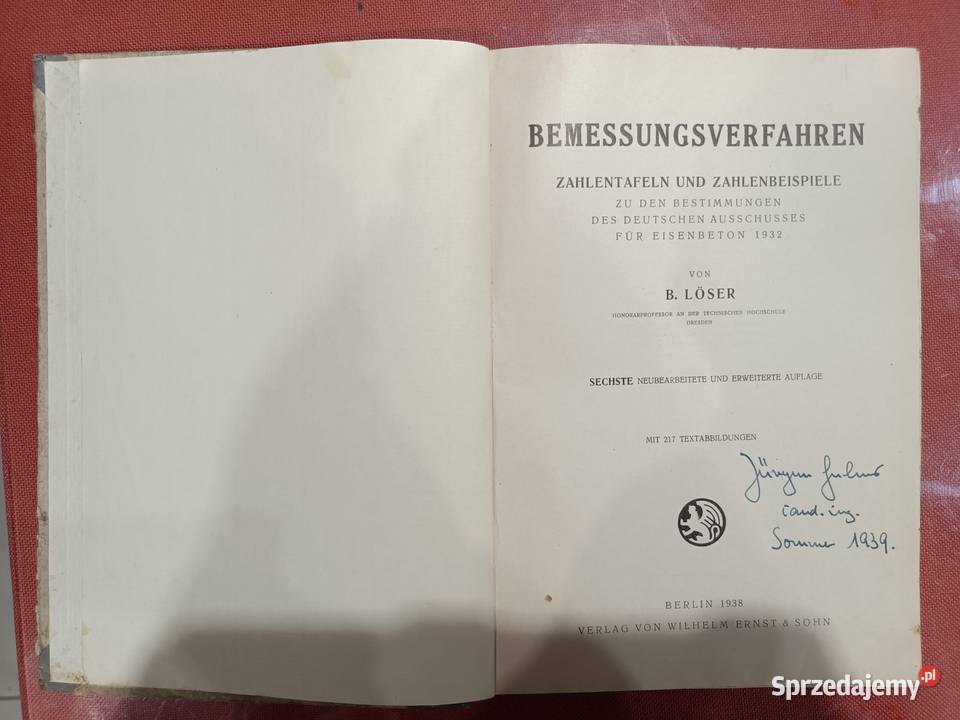 BEMESSUNGSVERFAHREN
ZAHLENTAFELN UND ZAHLENBEISPIELE
ZU DEN BESTIMMUNGEN
DES DEUTSCHEN AUSSCHUSSES
FÜR EISENBETON 1932
VON
B. LÖSER
HONORARPROFESSOR AN DER TECHNISCHEN HOCHSCHULE
DRESDEN
SECHSTE NEUBEARBEITETE UND ERWEITERTE AUFLAGE
MIT 217 TEXTABBILDUNGEN
Jürgen
cand. ing.
Sommer 1939.
BERLIN 1938
VERLAG VON WILHELM ERNST & SOHN
Sprzedajemy.pl